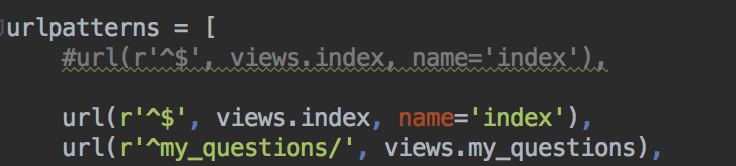 urlpatterns = [
#url(r'^$', views.index, name='index'),
url(r'^$', views.index, name='index'),
url(r'^my_questions/', views.my_questions),